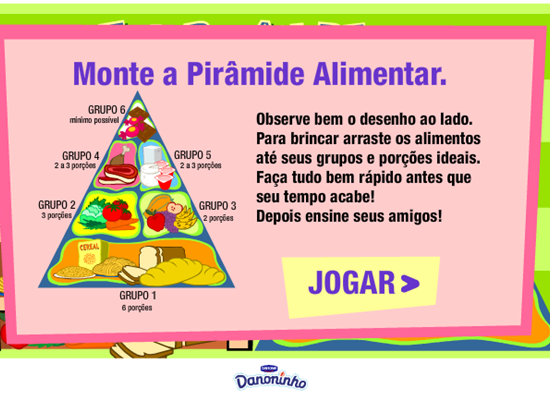 Monte a Pirâmide Alimentar.
GRUPO 6
mínimo possível
GRUPO 4
2 a 3 porções
GRUPO 5
2 a 3 porções
GRUPO 2
3 porções
GRUPO 3
2 porções
CEREAL
GRUPO 1
6 porções
Observe bem o desenho ao lado.
Para brincar arraste os alimentos
até seus grupos e porções ideais.
Faça tudo bem rápido antes que
seu tempo acabe!
Depois ensine seus amigos!
JOGAR >
Danoninho